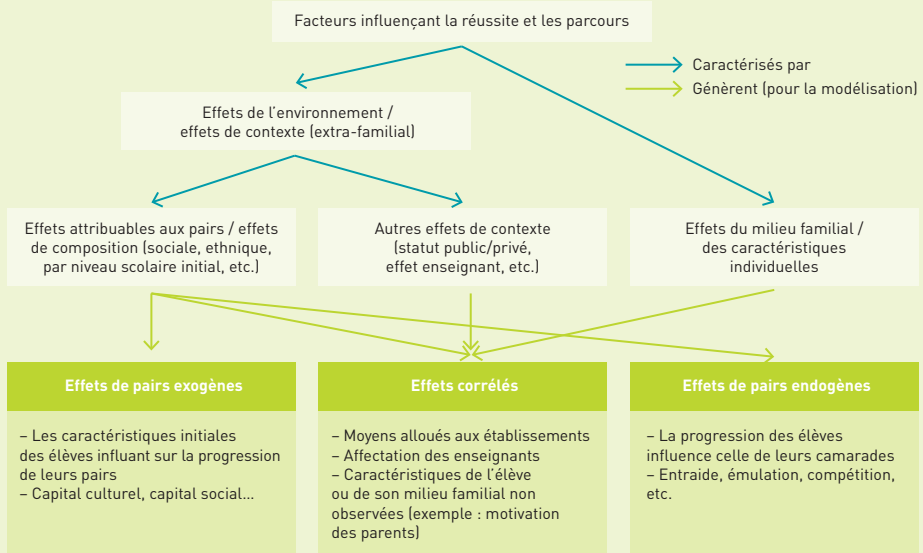 Facteurs influençant la réussite et les parcours
Caractérisés par
Génèrent (pour la modélisation)
Effets de l'environnement /
effets de contexte (extra-familial)
Effets attribuables aux pairs / effets
de composition (sociale, ethnique,
par niveau scolaire initial, etc.)
Autres effets de contexte
(statut public/privé,
effet enseignant, etc.)
Effets du milieu familial /
des caractéristiques
individuelles
Effets de pairs exogènes
– Les caractéristiques initiales
des élèves influant sur la progression
de leurs pairs
– Capital culturel, capital social...
Effets corrélés
– Moyens alloués aux établissements
– Affectation des enseignants
– Caractéristiques de l'élève
ou de son milieu familial non
observées (exemple : motivation
des parents)
Effets de pairs endogènes
– La progression des élèves
influence celle de leurs camarades
– Entraide, émulation, compétition,
etc.